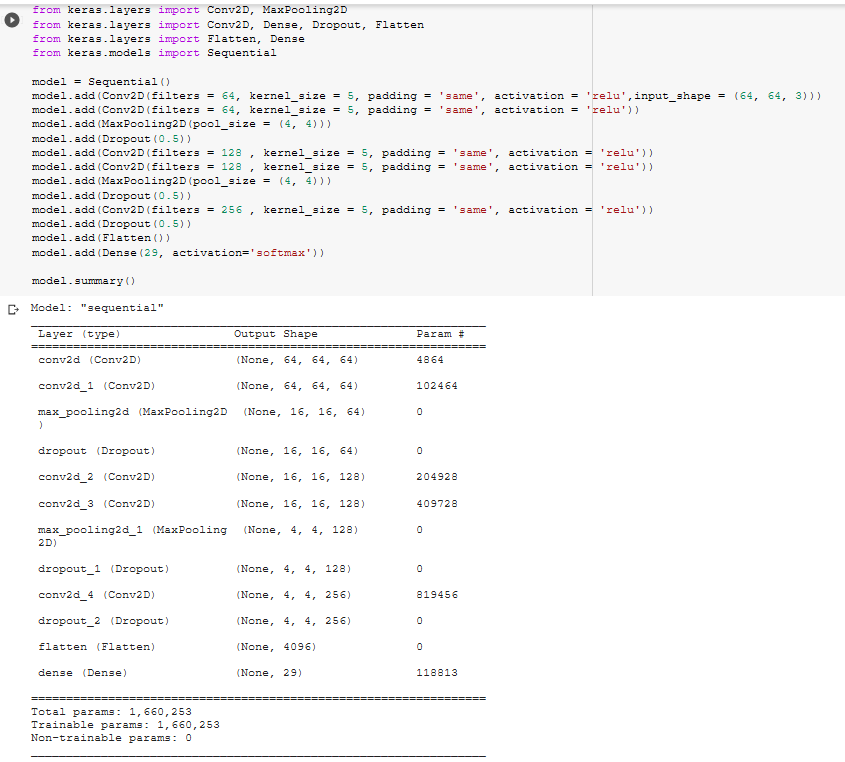 from keras.layers import Conv2D, MaxPooling2D
from keras.layers import Conv2D, Dense, Dropout, Flatten
from keras.layers import Flatten, Dense
from keras.models import Sequential
model = Sequential()
model.add(Conv2D(filters = 64, kernel_size = 5, padding = 'same', activation = 'relu',input_shape = (64, 64, 3)))
model.add(Conv2D(filters = 64, kernel_size = 5, padding = 'same', activation = 'relu'))
model.add(MaxPooling2D(pool_size = (4, 4)))
model.add(Dropout(0.5))
model.add(Conv2D(filters = 128 , kernel_size = 5, padding = 'same', activation = 'relu'))
model.add(Conv2D(filters = 128 , kernel_size = 5, padding = 'same', activation = 'relu'))
model.add(MaxPooling2D(pool_size = (4, 4)))
model.add(Dropout(0.5))
model.add(Conv2D(filters = 256 , kernel_size = 5, padding = 'same', activation = 'relu'))
model.add(Dropout(0.5))
model.add(Flatten())
model.add(Dense(29, activation='softmax'))
model.summary()
Model: "sequential"
Layer (type) Output Shape Param #
conv2d (Conv2D) (None, 64, 64, 64) 4864
conv2d_1 (Conv2D) (None, 64, 64, 64) 102464
max_pooling2d (MaxPooling2D (None, 16, 16, 64) 0
)
dropout (Dropout) (None, 16, 16, 64) 0
conv2d_2 (Conv2D) (None, 16, 16, 128) 204928
conv2d_3 (Conv2D) (None, 16, 16, 128) 409728
max_pooling2d_1 (MaxPooling (None, 4, 4, 128) 0
2D)
dropout_1 (Dropout) (None, 4, 4, 128) 0
conv2d_4 (Conv2D) (None, 4, 4, 256) 819456
dropout_2 (Dropout) (None, 4, 4, 256) 0
flatten (Flatten) (None, 4096) 0
dense (Dense) (None, 29) 118813
Total params: 1,660,253
Trainable params: 1,660,253
Non-trainable params: 0